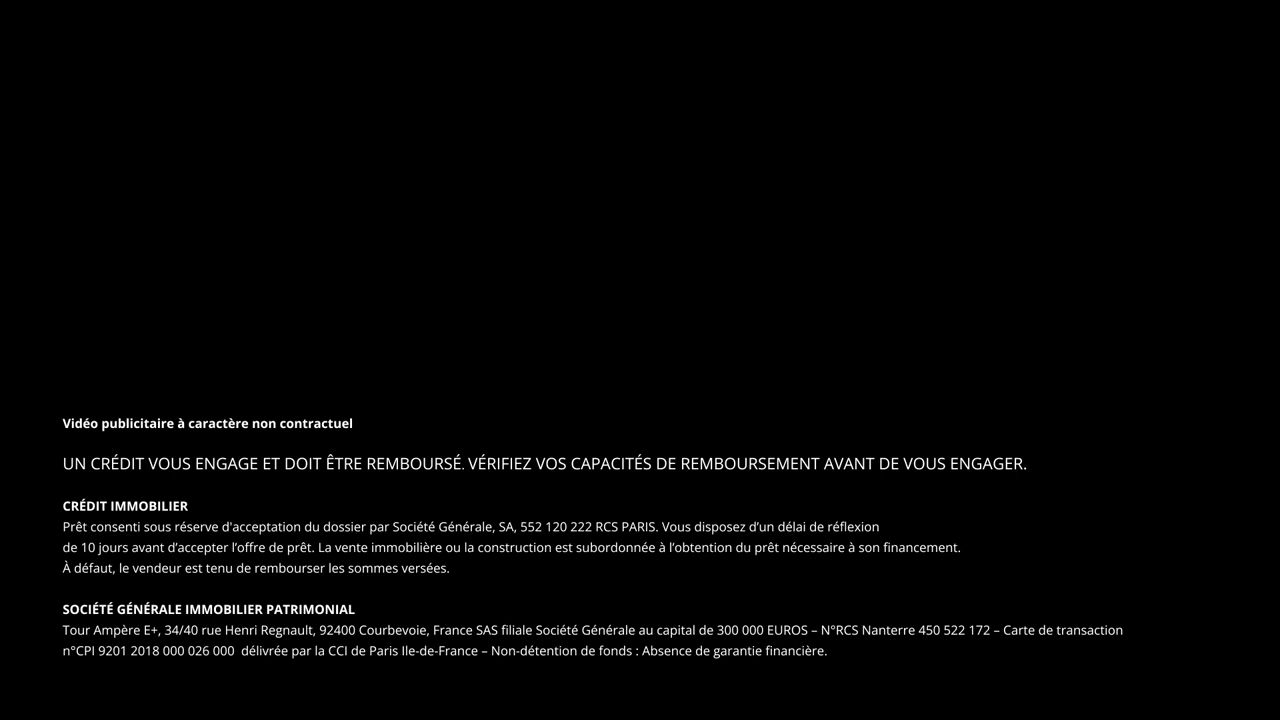 Vidéo publicitaire à caractère non contractuel
UN CRÉDIT VOUS ENGAGE ET DOIT ÊTRE REMBOURSÉ. VÉRIFIEZ VOS CAPACITÉS DE REMBOURSEMENT AVANT DE VOUS ENGAGER.
CRÉDIT IMMOBILIER
Prêt consenti sous réserve d'acceptation du dossier par Société Générale, SA, 552 120 222 RCS PARIS. Vous disposez d’un délai de réflexion
de 10 jours avant d’accepter l’offre de prêt. La vente immobilière ou la construction est subordonnée à l’obtention du prêt nécessaire à son financement.
À défaut, le vendeur est tenu de rembourser les sommes versées.
SOCIÉTÉ GÉNÉRALE IMMOBILIER PATRIMONIAL
Tour Ampère E+, 34/40 rue Henri Regnault, 92400 Courbevoie, France SAS filiale Société Générale au capital de 300 000 EUROS – N°RCS Nanterre 450 522 172 – Carte de transaction
n°CPI 9201 2018 000 026 000  délivrée par la CCI de Paris Ile-de-France – Non-détention de fonds : Absence de garantie financière.